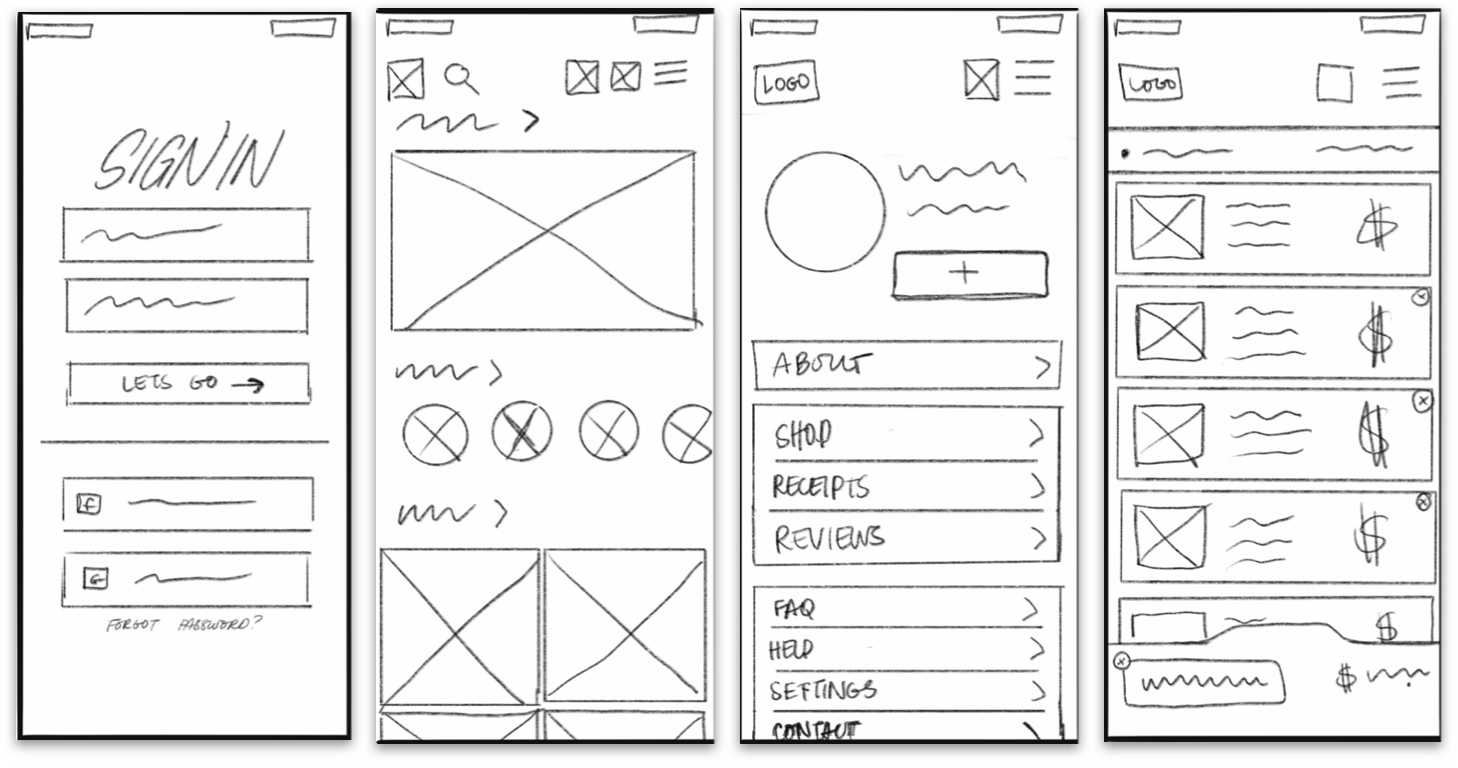 SIGN IN
LETS GO →
f
G
FORGOT PASSWORD?
LOGO
+
ABOUT >
SHOP >
RECEIPTS >
REVIEWS >
FAQ >
HELP >
SETTINGS >
CONTACT
LOGO
$
$
$
$
$
$